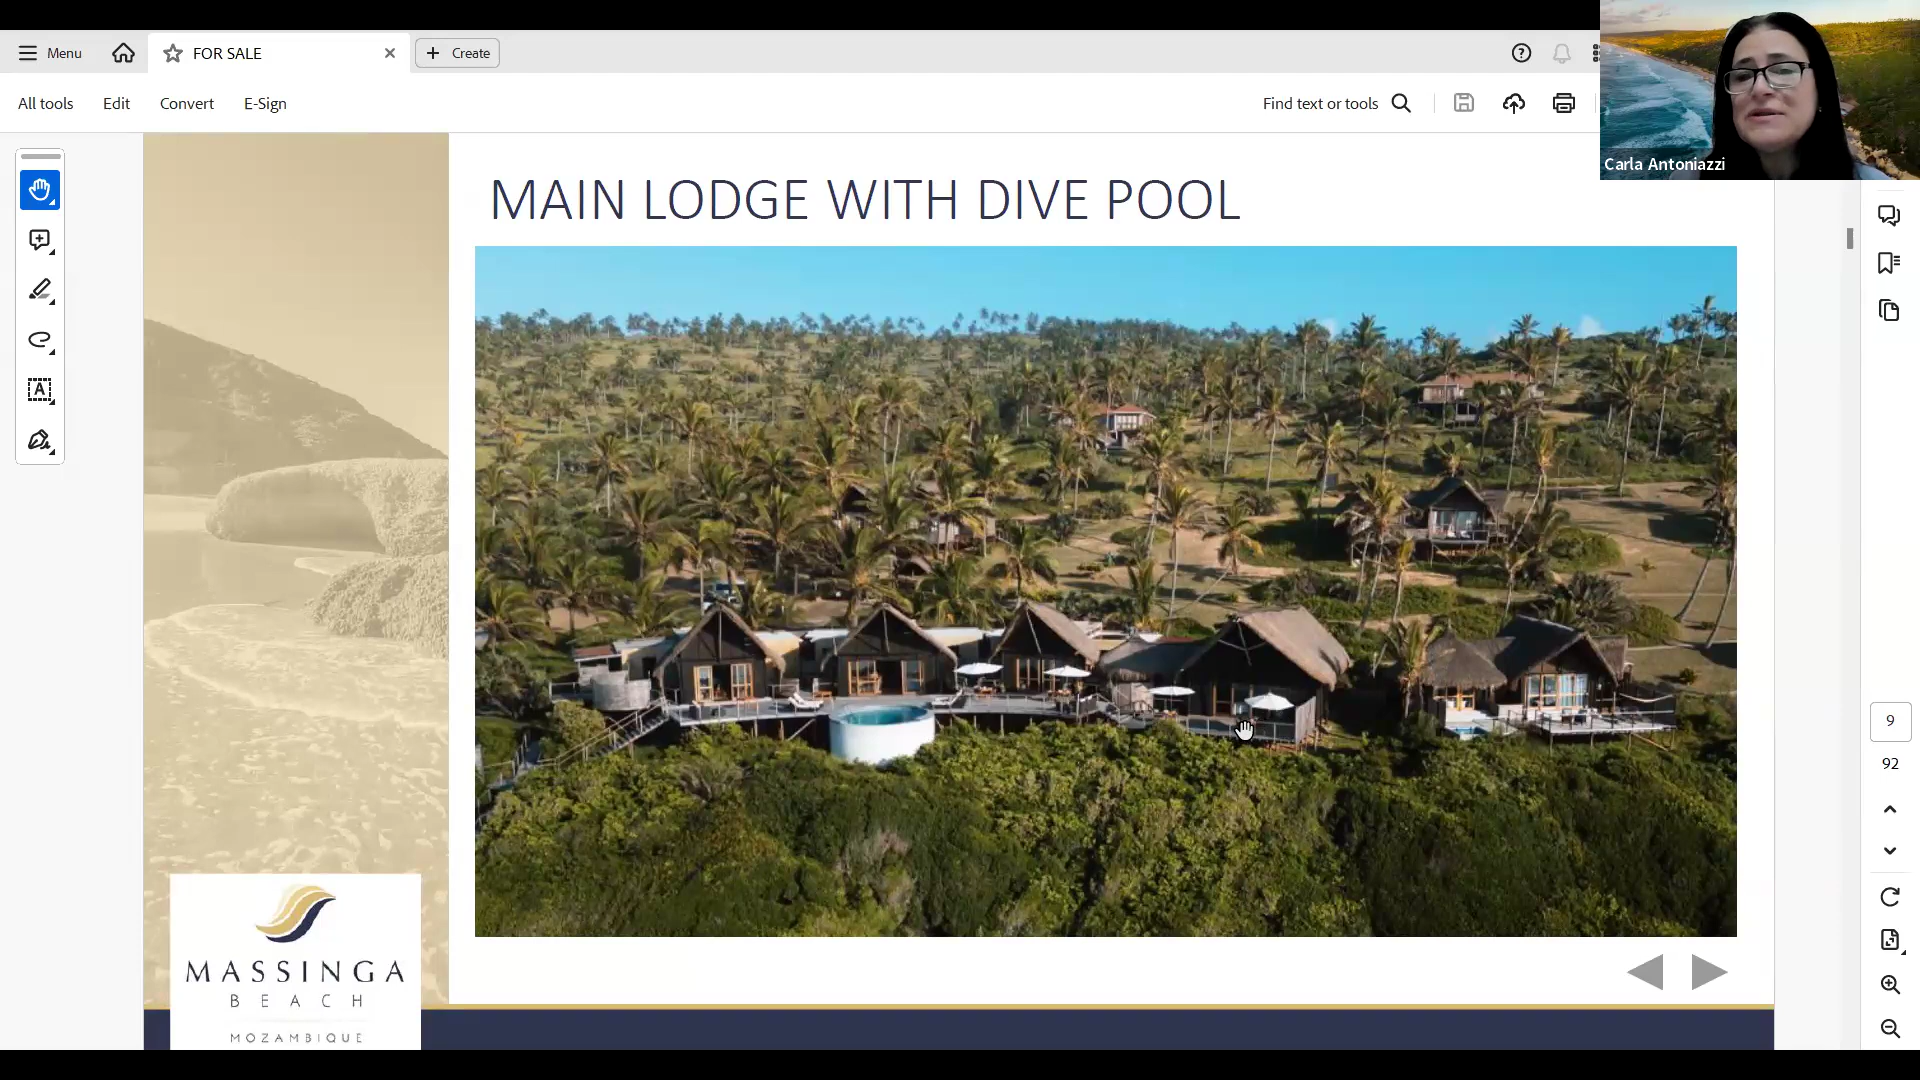 Menu
FOR SALE
Create
All tools
Edit
Convert
E-Sign
Find text or tools
Carla Antoniazzi
MAIN LODGE WITH DIVE POOL
A
9
92
MASSINGA
BEACH
MOZAMBIQUE